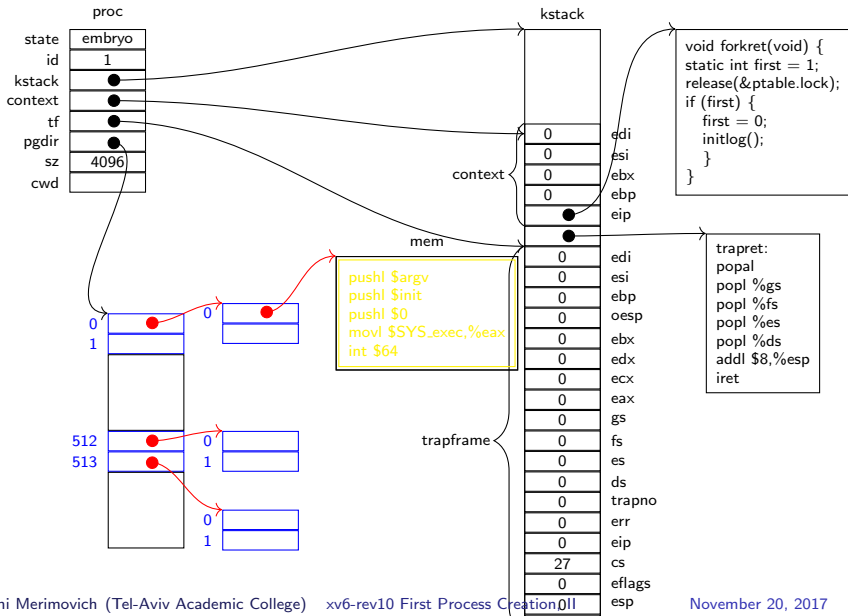 proc
state embryo
id 1
kstack
context
tf
pgdir
sz 4096
cwd
kstack
0 edi
0 esi
0 ebx
0 ebp
eip
context
0 edi
0 esi
0 ebp
0 oesp
0 ebx
0 edx
0 ecx
0 eax
0 gs
0 fs
0 es
0 ds
0 trapno
0 err
0 eip
27 cs
0 eflags
0 esp
trapframe
void forkret(void) {
static int first = 1;
release(&ptable.lock);
if (first) {
first = 0;
initlog();
}
}
trapret:
popal
popl %gs
popl %fs
popl %es
popl %ds
addl $8,%esp
iret
mem
pushl $argv
pushl $init
pushl $0
movl $SYS_exec,%eax
int $64
0
1
512
513
0
0
1
0
1
ni Merimovich (Tel-Aviv Academic College) xv6-rev10 First Process Creation II November 20, 2017